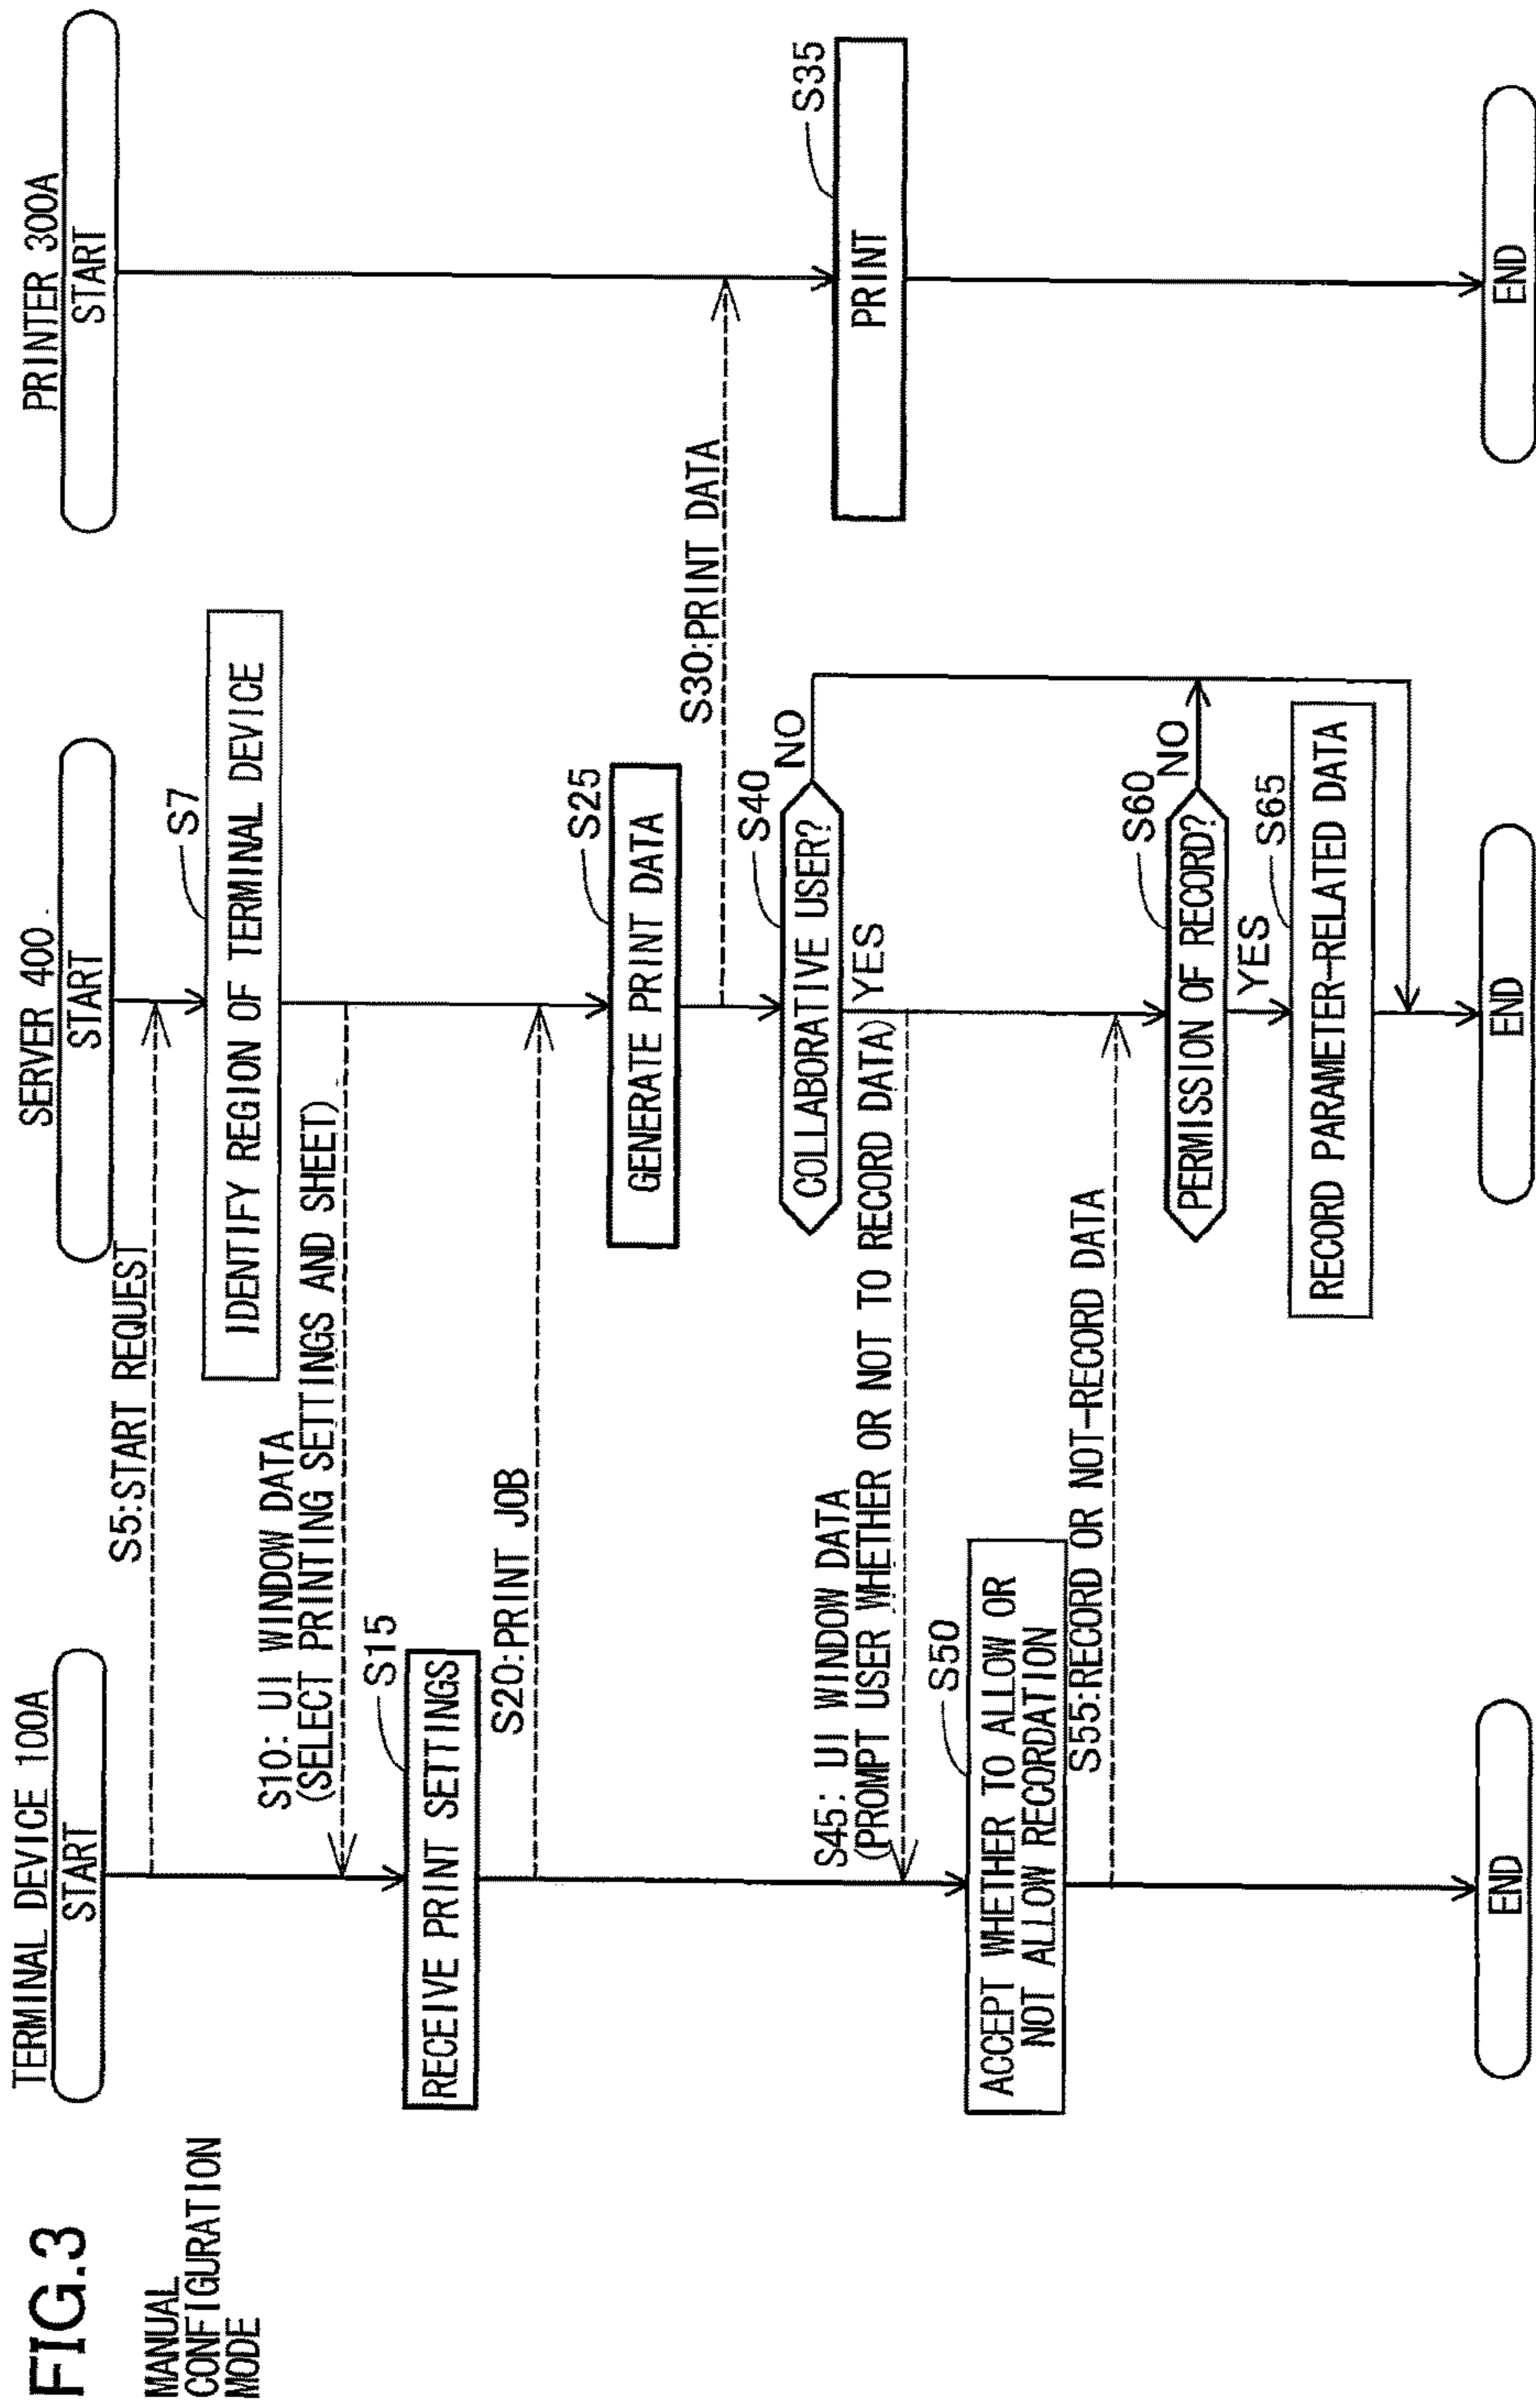 FIG.3
MANUAL
CONFIGURATION
MODE
TERMINAL DEVICE 100A
START
SERVER 400
START
PRINTER 300A
START
S5:START REQUEST
S7
IDENTIFY REGION OF TERMINAL DEVICE
S10: UI WINDOW DATA
(SELECT PRINTING SETTINGS AND SHEET)
S15
RECEIVE PRINT SETTINGS
S20:PRINT JOB
S25
GENERATE PRINT DATA
S30:PRINT DATA
S35
PRINT
S40
COLLABORATIVE USER?
NO
YES
S45: UI WINDOW DATA
(PROMPT USER WHETHER OR NOT TO RECORD DATA)
S50
ACCEPT WHETHER TO ALLOW OR
NOT ALLOW RECORDATION
S55:RECORD OR NOT-RECORD DATA
S60
PERMISSION OF RECORD?
NO
YES
S65
RECORD PARAMETER-RELATED DATA
END
END
END